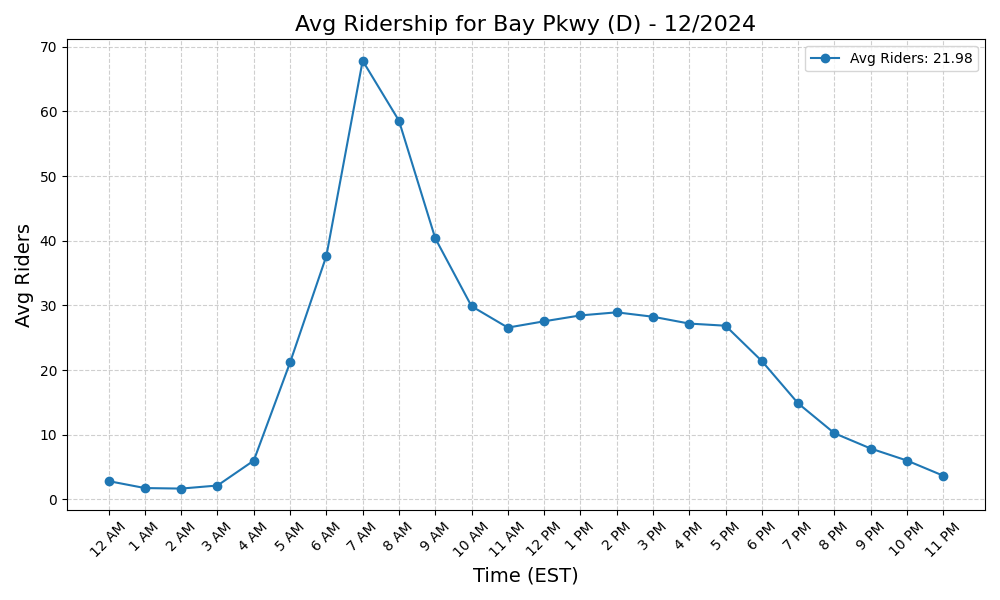 Avg Ridership for Bay Pkwy (D) - 12/2024
Avg Riders: 21.98
Avg Riders
70
60
50
40
30
20
10
0
12 AM
1 AM
2 AM
3 AM
4 AM
5 AM
6 AM
7 AM
8 AM
9 AM
10 AM
11 AM
12 PM
1 PM
2 PM
3 PM
4 PM
5 PM
6 PM
7 PM
8 PM
9 PM
10 PM
11 PM
Time (EST)